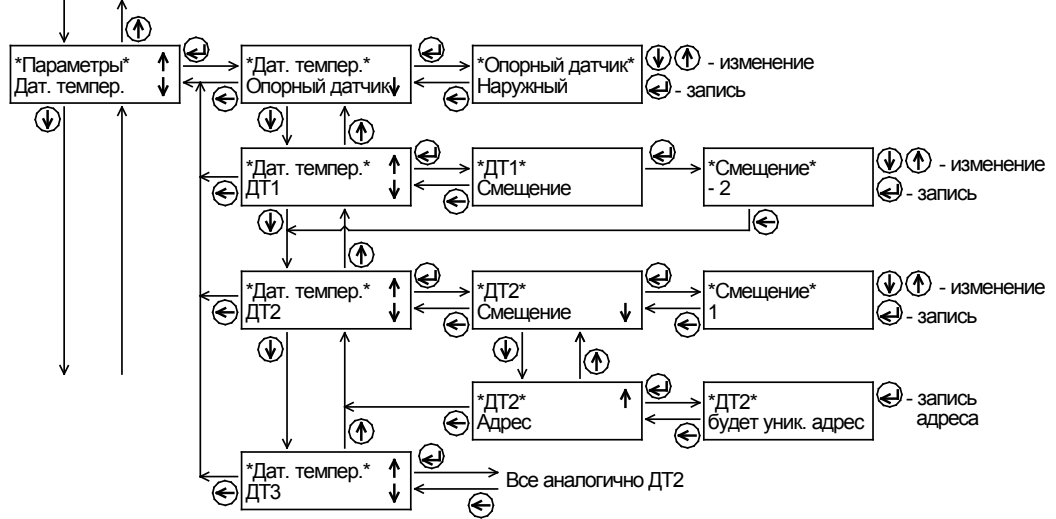 *Параметры*
Дат. темпер.
*Дат. темпер.*
Опорный датчик
*Опорный датчик*
Наружный
- изменение
- запись
*Дат. темпер.*
ДТ1
*ДТ1*
Смещение
*Смещение*
- 2
- изменение
- запись
*Дат. темпер.*
ДТ2
*ДТ2*
Смещение
*Смещение*
1
- изменение
- запись
*ДТ2*
Адрес
*ДТ2*
будет уник. адрес
- запись
адреса
*Дат. темпер.*
ДТ3
Все аналогично ДТ2